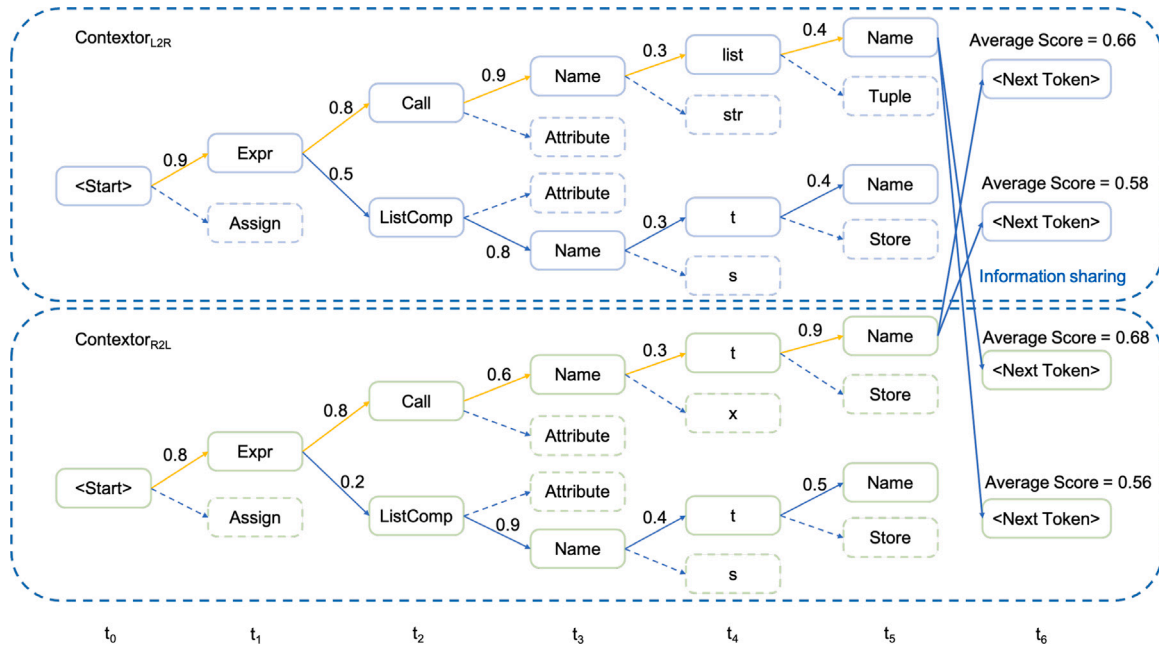 Contextor L2R
<Start>
0.9
Expr
Assign
0.8
0.5
Call
ListComp
0.9
0.8
Name
Attribute
Attribute
Name
0.3
0.3
list
str
t
s
0.4
0.4
Name
Tuple
Name
Store
Average Score = 0.66
<Next Token>
Average Score = 0.58
<Next Token>
Information sharing
Contextor R2L
<Start>
0.8
Expr
Assign
0.8
0.2
Call
ListComp
0.6
0.9
Name
Attribute
Attribute
Name
0.3
0.4
t
x
t
s
0.9
0.5
Name
Store
Name
Store
Average Score = 0.68
<Next Token>
Average Score = 0.56
<Next Token>
t0 t1 t2 t3 t4 t5 t6